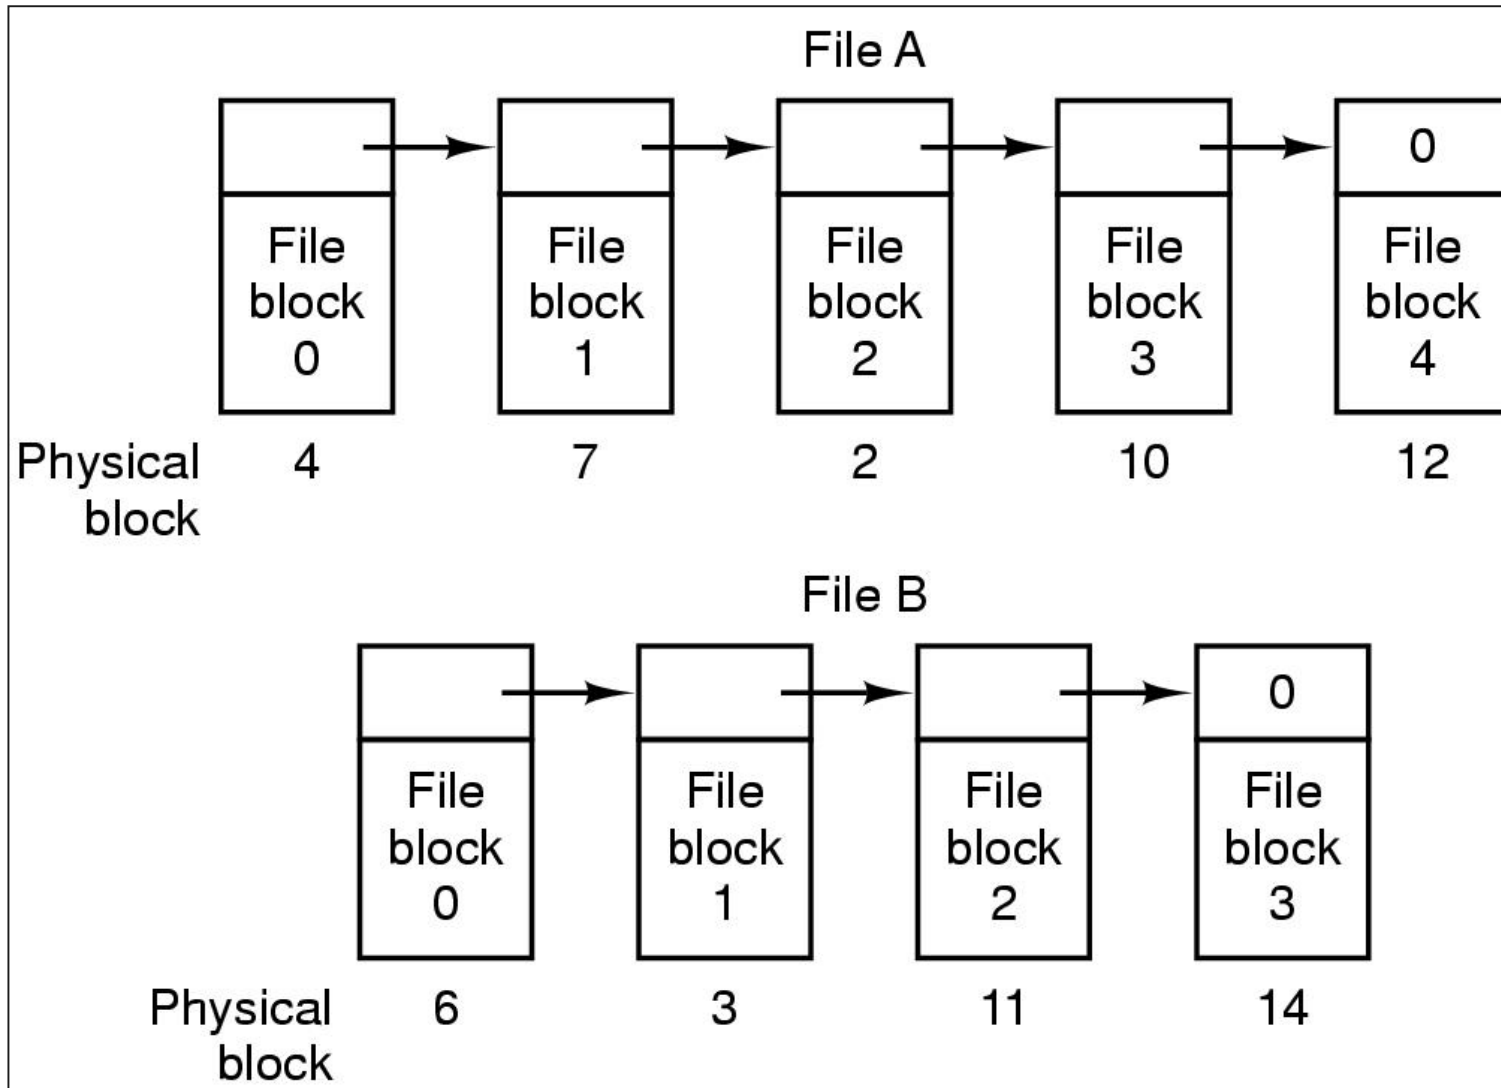 File A
0
File File File File File
block block block block block
0 1 2 3 4
Physical 4 7 2 10 12
block
File B
0
File File File File
block block block block
0 1 2 3
Physical 6 3 11 14
block